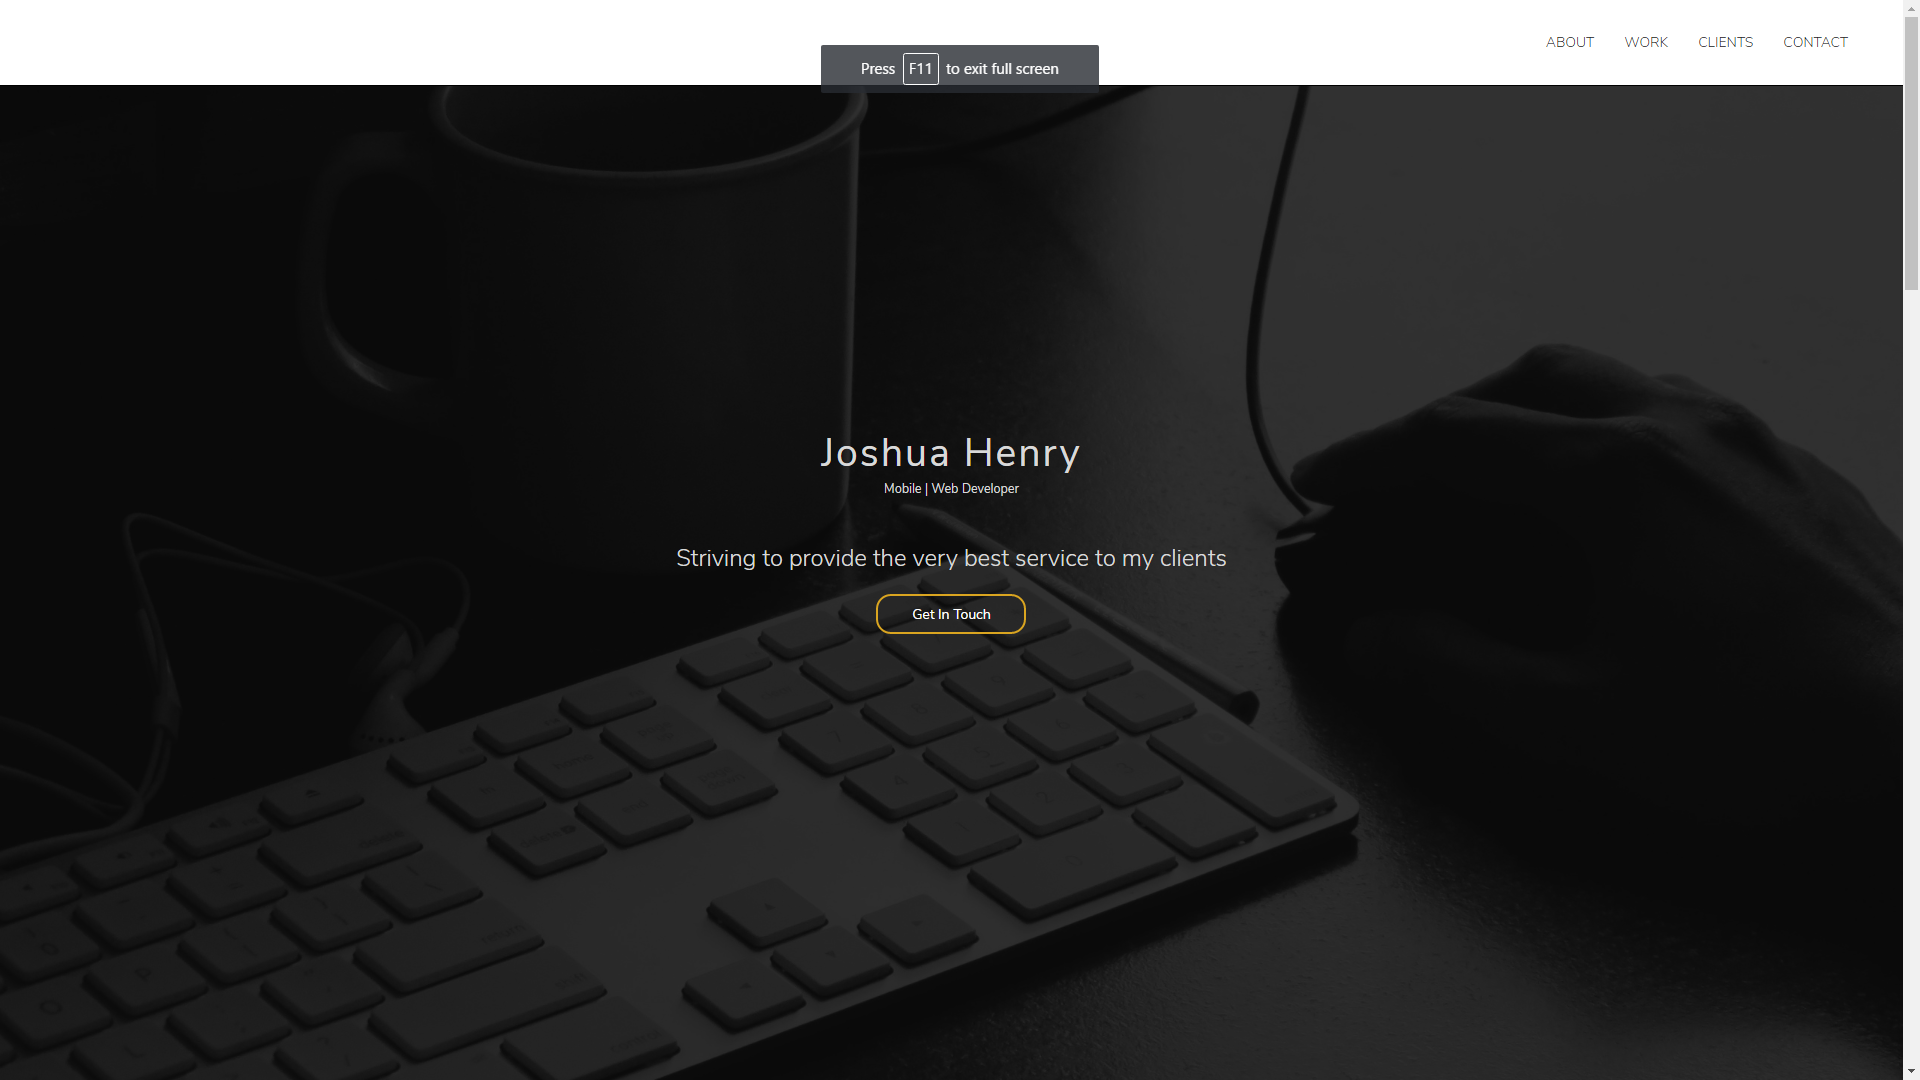 ABOUT WORK CLIENTS CONTACT
Press F11 to exit full screen
Joshua Henry
Mobile | Web Developer
Striving to provide the very best service to my clients
Get In Touch